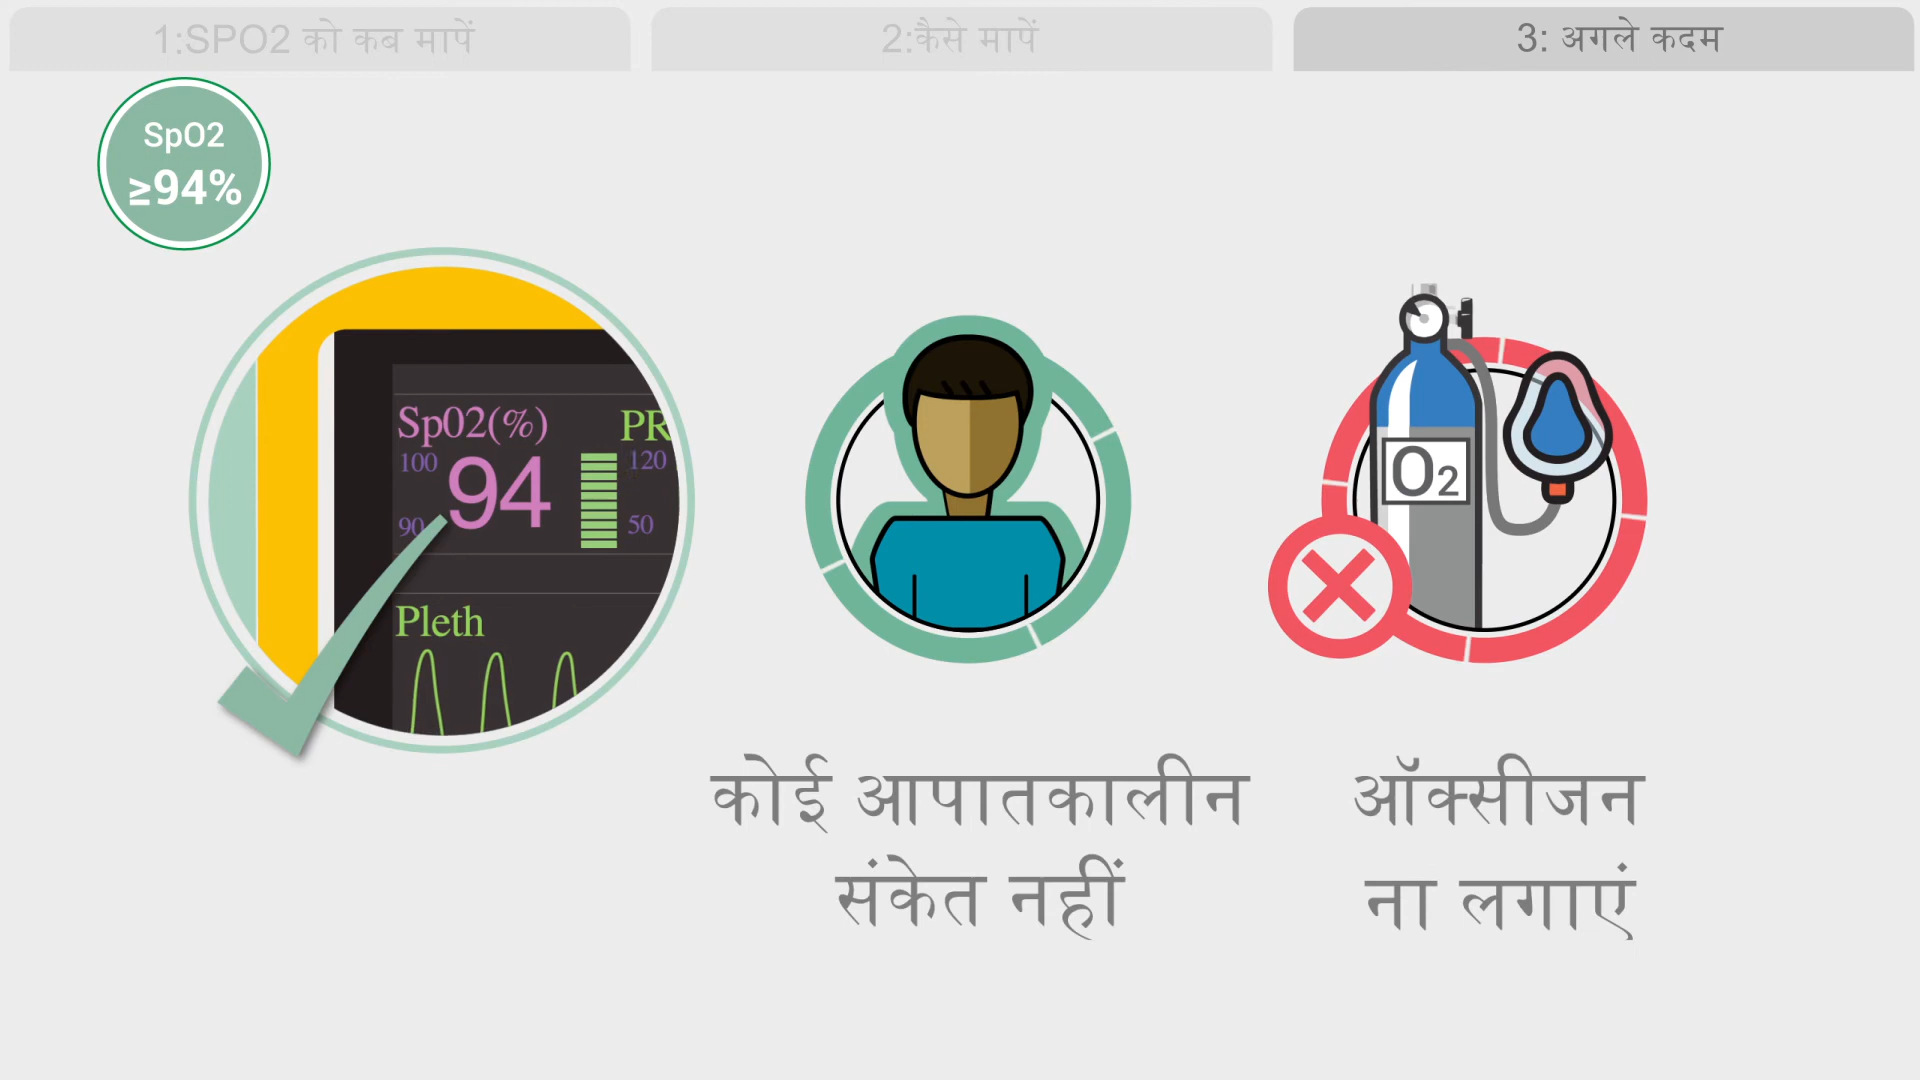 1:SPO2 को कब मापें
2:कैसे मापें
3: अगले कदम
SpO2
≥94%
SpO2(%)
PR
100
94
120
90
50
Pleth
O2
कोई आपातकालीन
संकेत नहीं
ऑक्सीजन
ना लगाएं